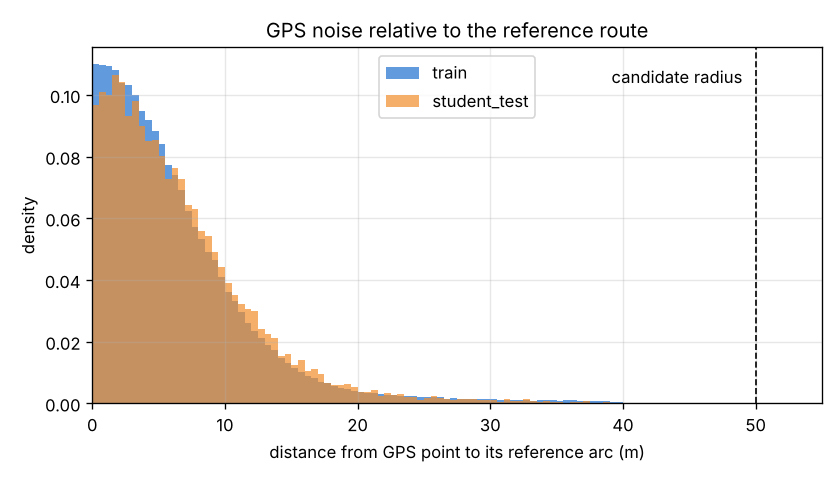 GPS noise relative to the reference route
train
student_test
candidate radius
density
0.10
0.08
0.06
0.04
0.02
0.00
0 10 20 30 40 50
distance from GPS point to its reference arc (m)